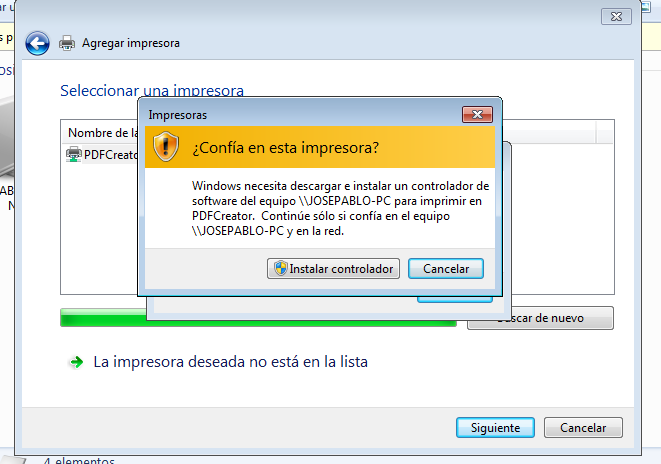 Agregar impresora
Seleccionar una impresora
Impresoras
Nombre de la
¿Confía en esta impresora?
PDFCreator
Windows necesita descargar e instalar un controlador de
software del equipo \\JOSEPABLO-PC para imprimir en
PDFCreator. Continúe sólo si confía en el equipo
\\JOSEPABLO-PC y en la red.
Instalar controlador
Cancelar
uscar de nuevo
La impresora deseada no está en la lista
Siguiente
Cancelar
4 elementos